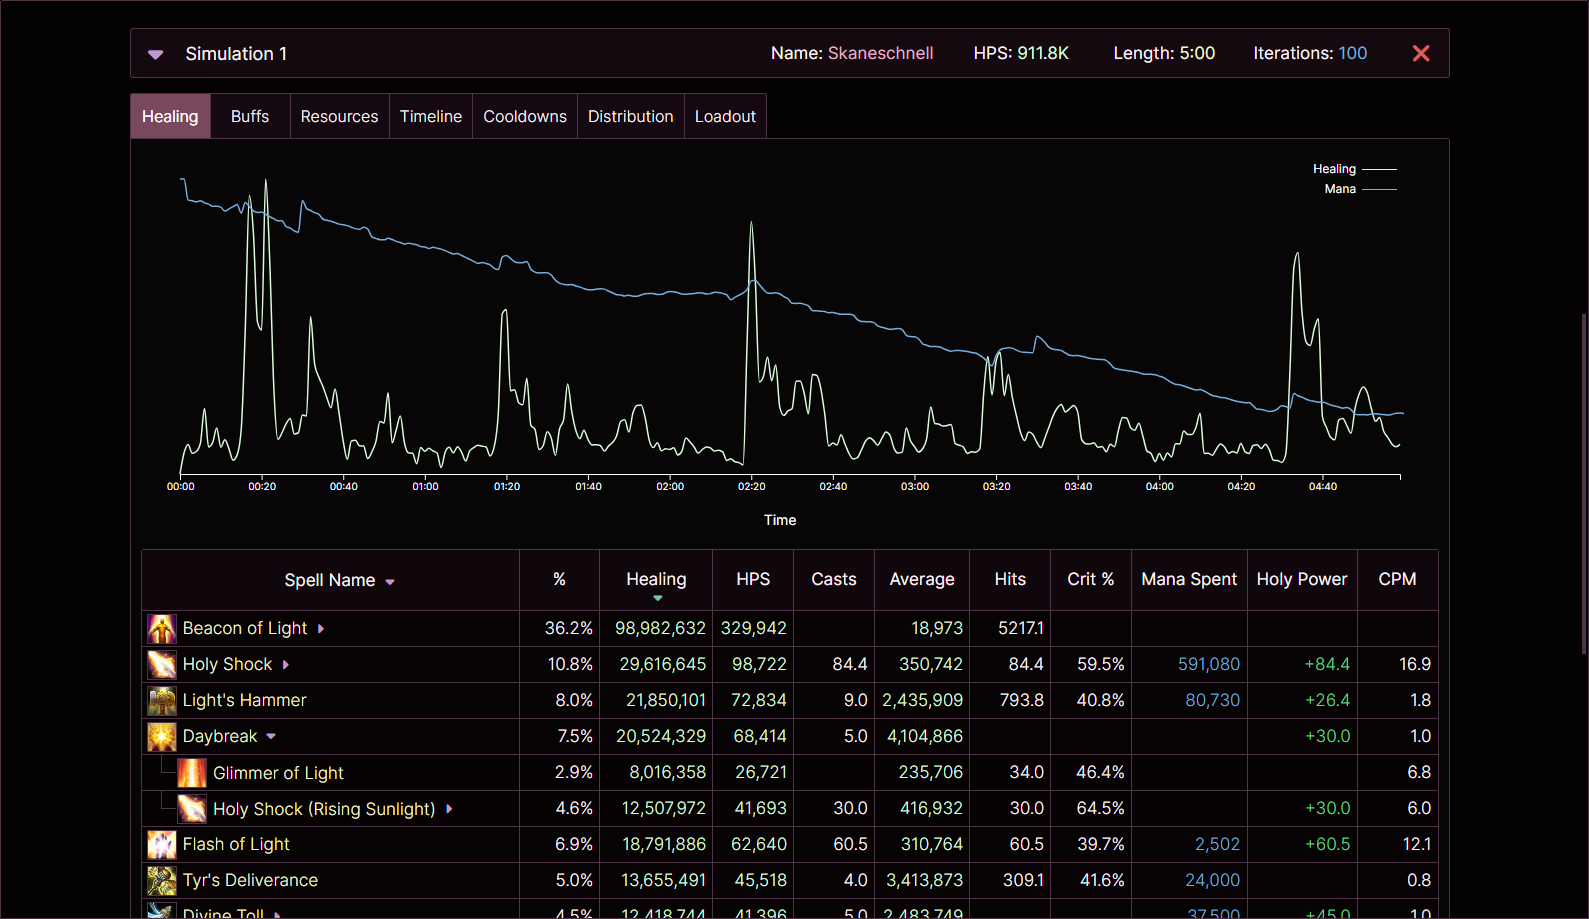 Simulation 1 Name: Skaneschnell HPS: 911.8K Length: 5:00 Iterations: 100
Healing Buffs Resources Timeline Cooldowns Distribution Loadout
Healing
Mana
00:00 00:20 00:40 01:00 01:20 01:40 02:00 02:20 02:40 03:00 03:20 03:40 04:00 04:20 04:40
Time
Spell Name % Healing HPS Casts Average Hits Crit % Mana Spent Holy Power CPM
Beacon of Light 36.2% 98,982,632 329,942 18,973 5217.1
Holy Shock 10.8% 29,616,645 98,722 84.4 350,742 84.4 59.5% 591,080 +84.4 16.9
Light's Hammer 8.0% 21,850,101 72,834 9.0 2,435,909 793.8 40.8% 80,730 +26.4 1.8
Daybreak 7.5% 20,524,329 68,414 5.0 4,104,866 +30.0 1.0
Glimmer of Light 2.9% 8,016,358 26,721 235,706 34.0 46.4% 6.8
Holy Shock (Rising Sunlight) 4.6% 12,507,972 41,693 30.0 416,932 30.0 64.5% +30.0 6.0
Flash of Light 6.9% 18,791,886 62,640 60.5 310,764 60.5 39.7% 2,502 +60.5 12.1
Tyr's Deliverance 5.0% 13,655,491 45,518 4.0 3,413,873 309.1 41.6% 24,000 0.8
Divine Toll 4.5% 12,418,744 41,396 5.0 2,483,749 37,500 +45.0 1.0